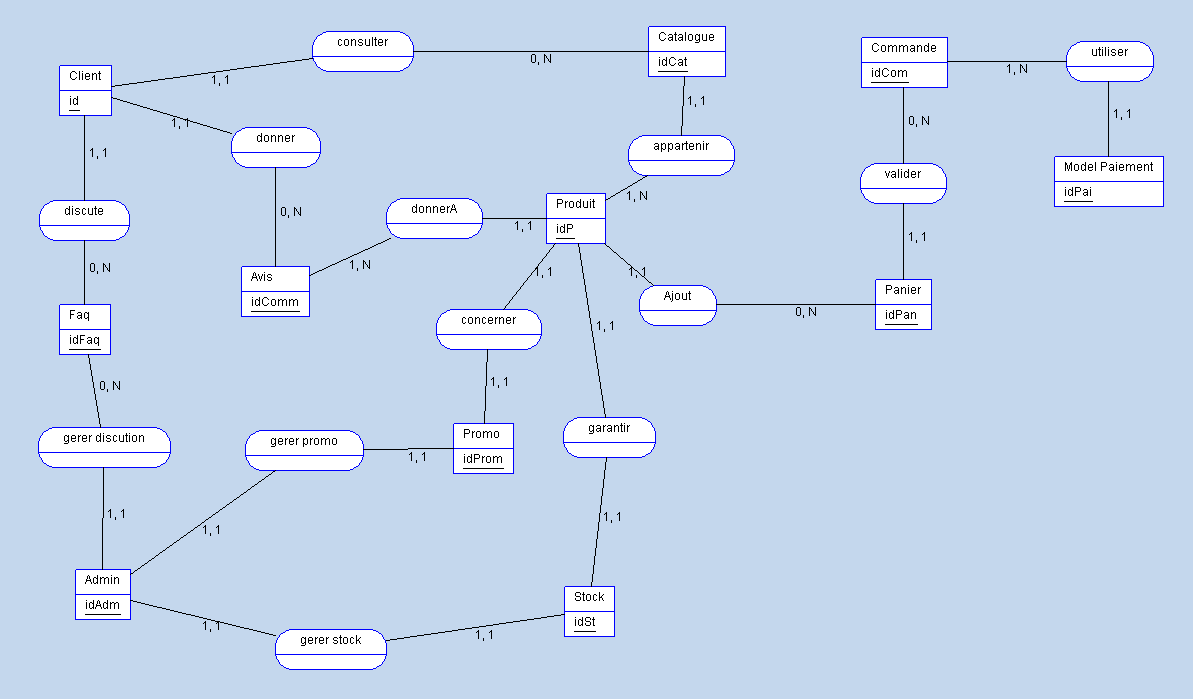 consulter
0, N
Catalogue
idCat
Commande
idCom
1, N
utiliser
Client
id
1, 1
1, 1
donner
1, 1
0, N
1, 1
Model Paiement
idPai
1, 1
appartenir
valider
1, N
discute
0, N
donnerA
1, 1
Produit
idP
1, 1
0, N
1, N
1, 1
1, 1
Ajout
0, N
Panier
idPan
Avis
idComm
Faq
idFaq
concerner
1, 1
0, N
1, 1
gerer discution
gerer promo
1, 1
Promo
idProm
garantir
1, 1
1, 1
1, 1
Admin
idAdm
Stock
idSt
1, 1
gerer stock
1, 1